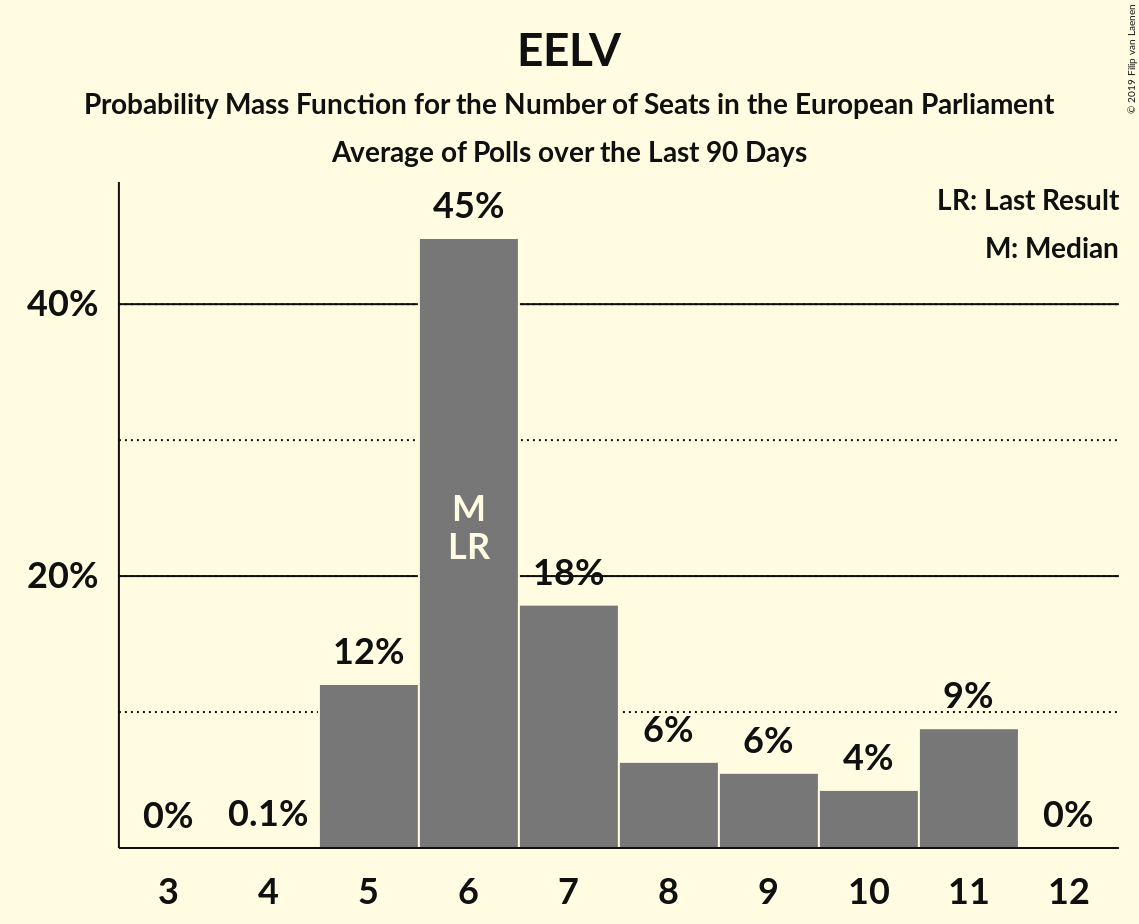 EELV
Probability Mass Function for the Number of Seats in the European Parliament
Average of Polls over the Last 90 Days
© 2019 Filip van Laenen
LR: Last Result
M: Median
45%
40%
M
LR
20%
18%
12%
9%
6%
6%
4%
0%
0.1%
0%
3 4 5 6 7 8 9 10 11 12